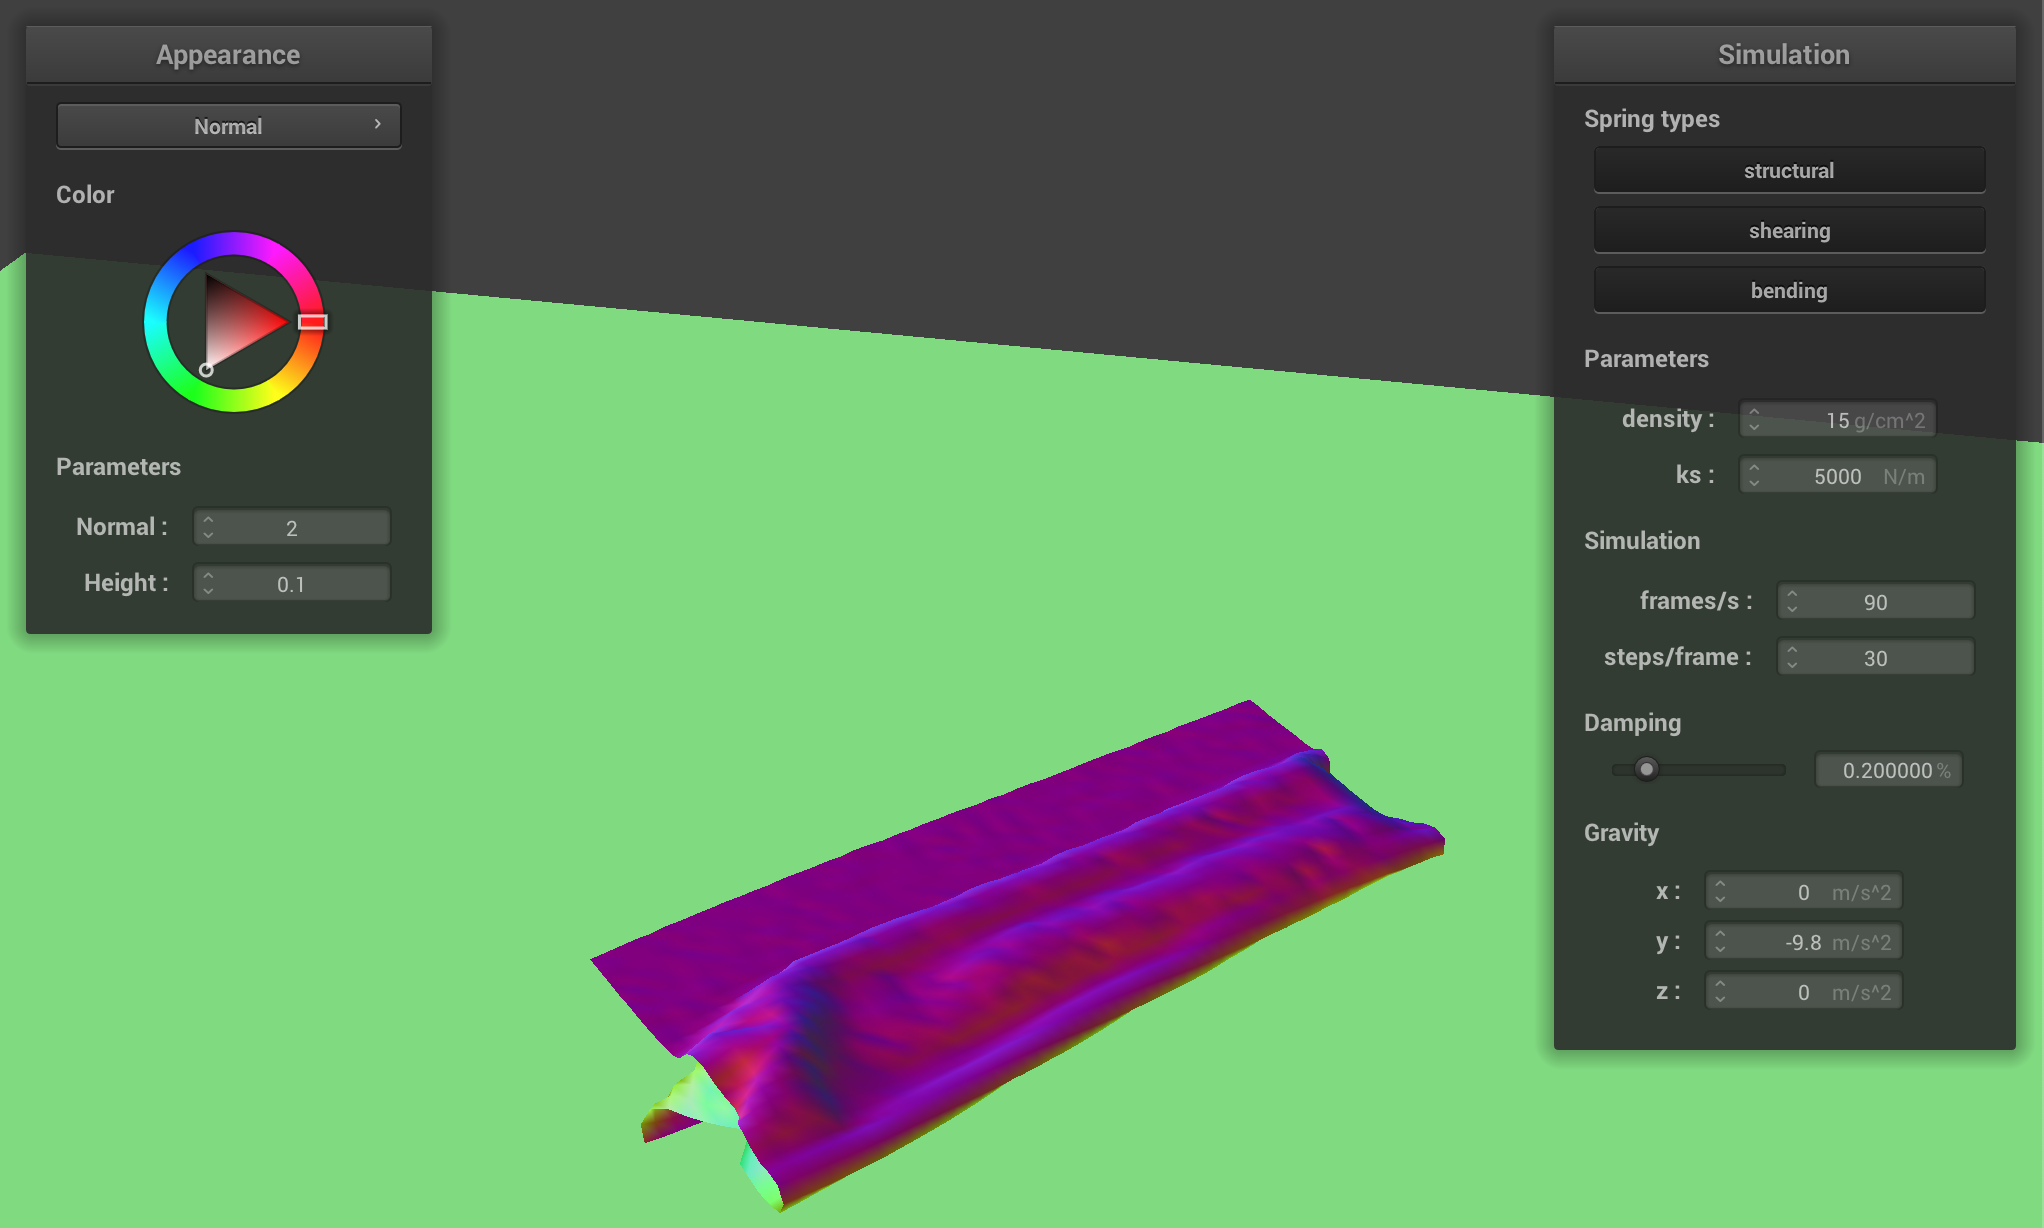 Appearance
Normal
Color
Parameters
Normal : 2
Height : 0.1
Simulation
Spring types
structural
shearing
bending
Parameters
density : 15 g/cm^2
ks : 5000 N/m
Simulation
frames/s : 90
steps/frame : 30
Damping
0.200000 %
Gravity
x : 0 m/s^2
y : -9.8 m/s^2
z : 0 m/s^2